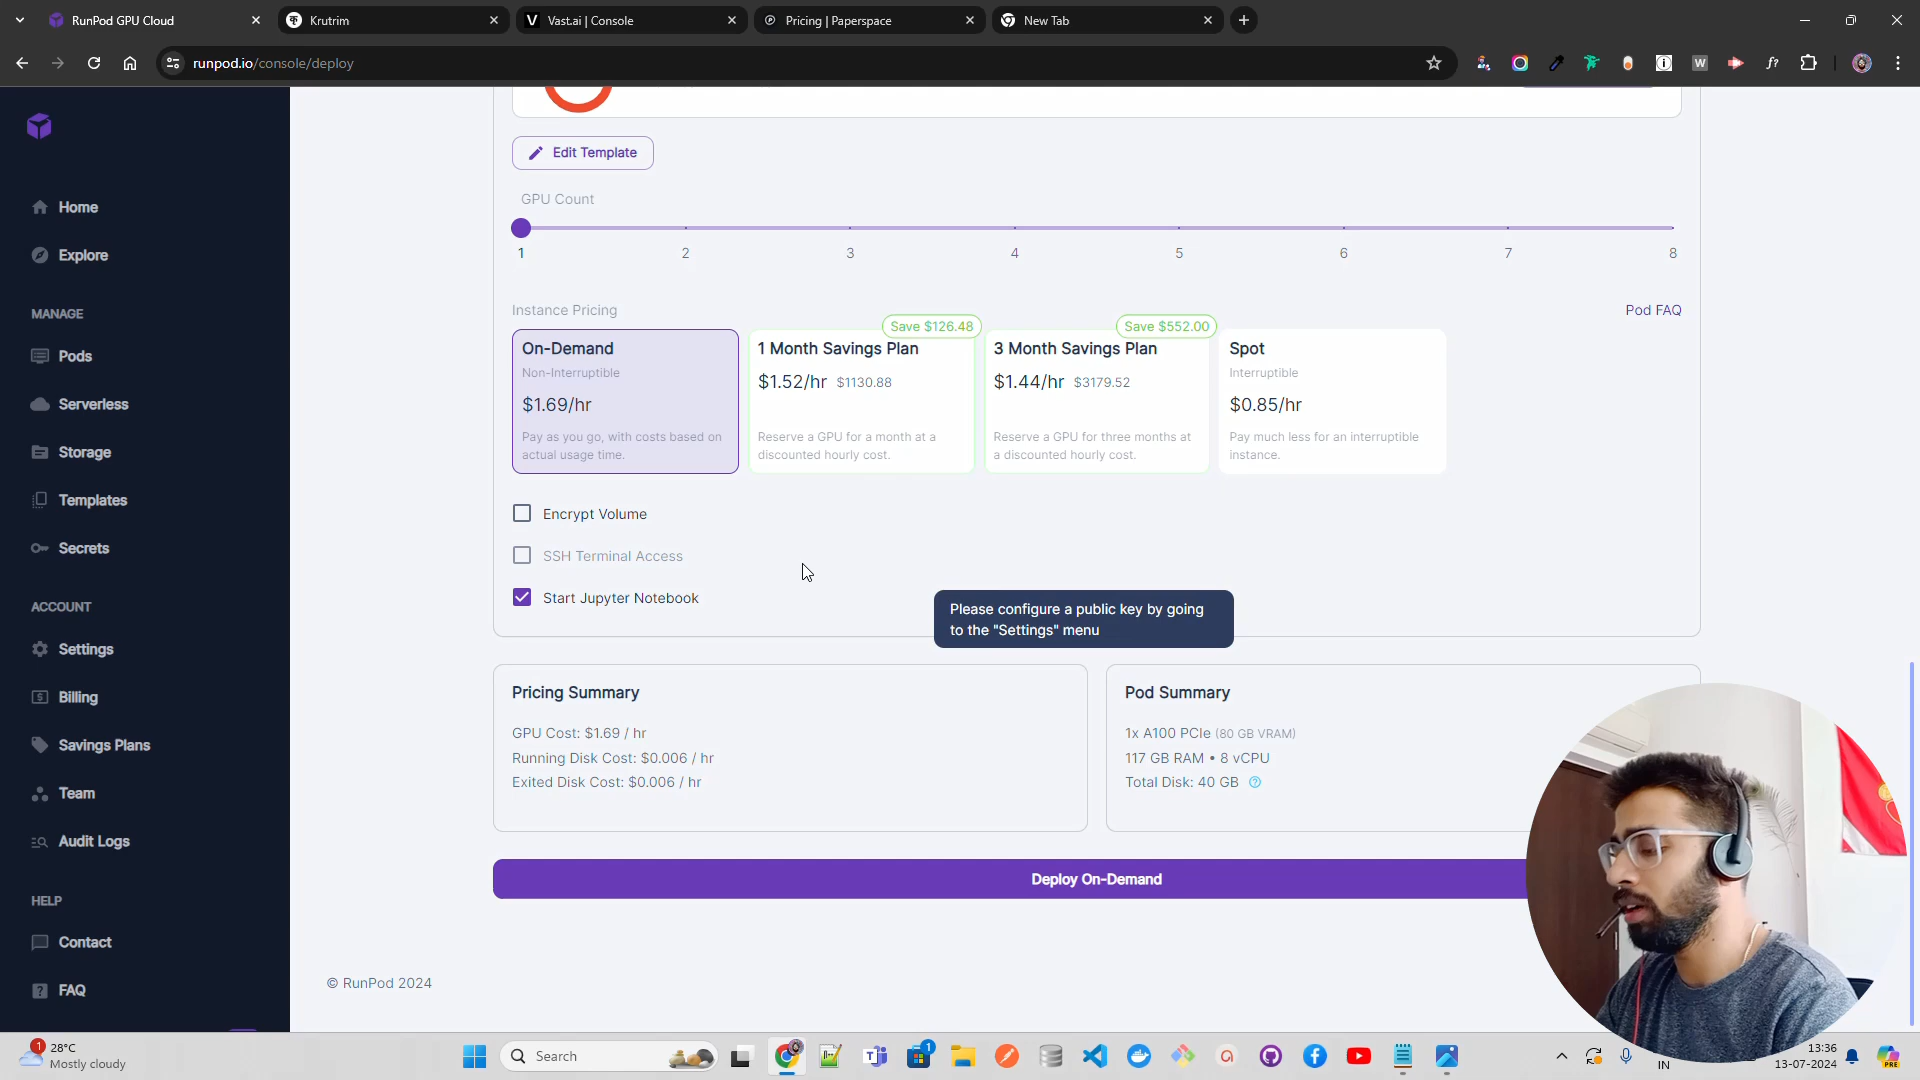 RunPod GPU Cloud
Krutrim
Vast.ai | Console
Pricing | Paperspace
New Tab
runpod.io/console/deploy
Home
Explore
MANAGE
Pods
Serverless
Storage
Templates
Secrets
ACCOUNT
Settings
Billing
Savings Plans
Team
Audit Logs
HELP
Contact
FAQ
Edit Template
GPU Count
1 2 3 4 5 6 7 8
Instance Pricing
Pod FAQ
On-Demand
Non-Interruptible
$1.69/hr
Pay as you go, with costs based on
actual usage time.
Save $126.48
1 Month Savings Plan
$1.52/hr $1130.88
Reserve a GPU for a month at a
discounted hourly cost.
Save $552.00
3 Month Savings Plan
$1.44/hr $3179.52
Reserve a GPU for three months at
a discounted hourly cost.
Spot
Interruptible
$0.85/hr
Pay much less for an interruptible
instance.
Encrypt Volume
SSH Terminal Access
Start Jupyter Notebook
Please configure a public key by going
to the "Settings" menu
Pricing Summary
GPU Cost: $1.69 / hr
Running Disk Cost: $0.006 / hr
Exited Disk Cost: $0.006 / hr
Pod Summary
1x A100 PCIe (80 GB VRAM)
117 GB RAM • 8 vCPU
Total Disk: 40 GB
Deploy On-Demand
© RunPod 2024
1
28°C
Mostly cloudy
Search
1
IN
13:36
13-07-2024
PRE